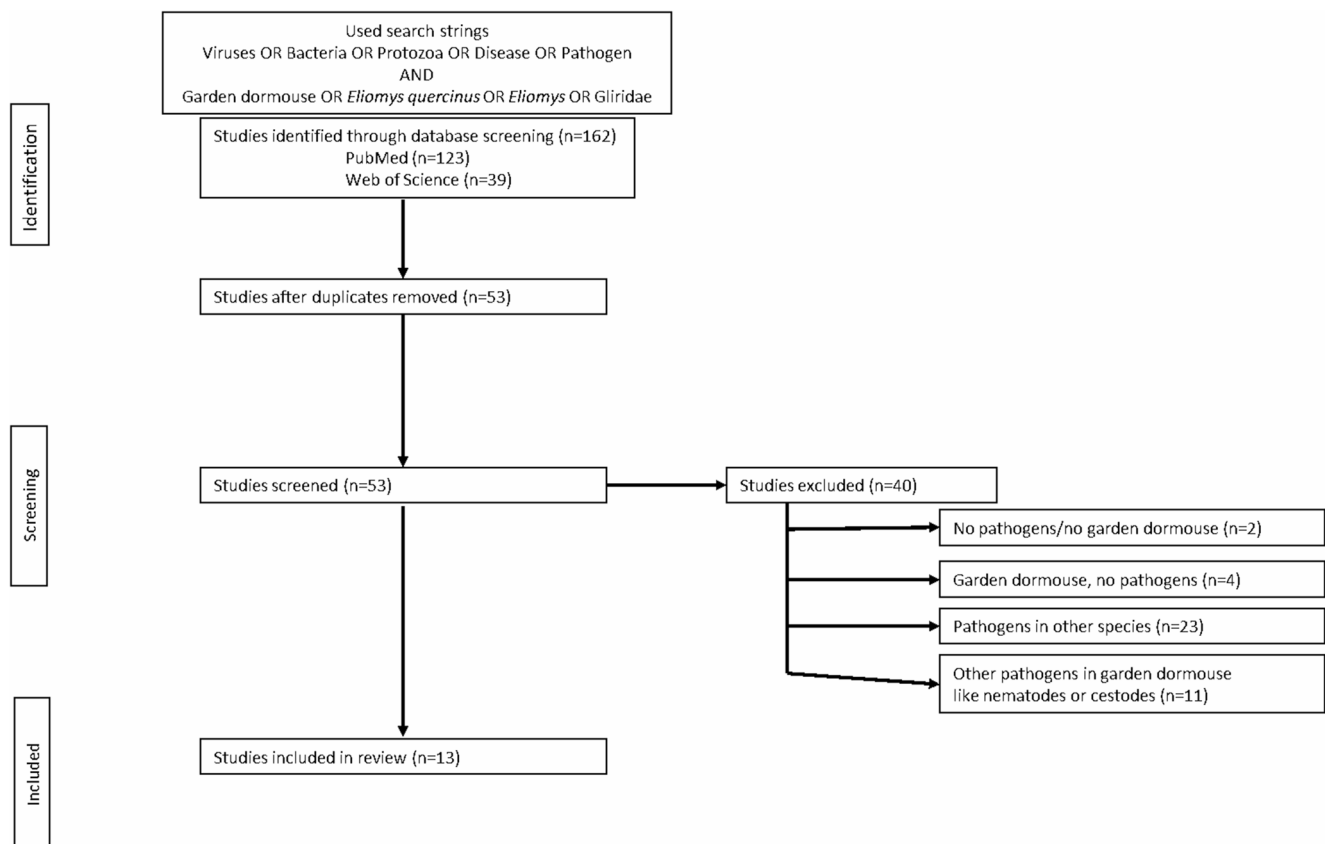 Used search strings
Viruses OR Bacteria OR Protozoa OR Disease OR Pathogen
AND
Garden dormouse OR Eliomys quercinus OR Eliomys OR Gliridae
Identification
Studies identified through database screening (n=162)
PubMed (n=123)
Web of Science (n=39)
Studies after duplicates removed (n=53)
Screening
Studies screened (n=53)
Studies excluded (n=40)
No pathogens/no garden dormouse (n=2)
Garden dormouse, no pathogens (n=4)
Pathogens in other species (n=23)
Other pathogens in garden dormouse
like nematodes or cestodes (n=11)
Included
Studies included in review (n=13)